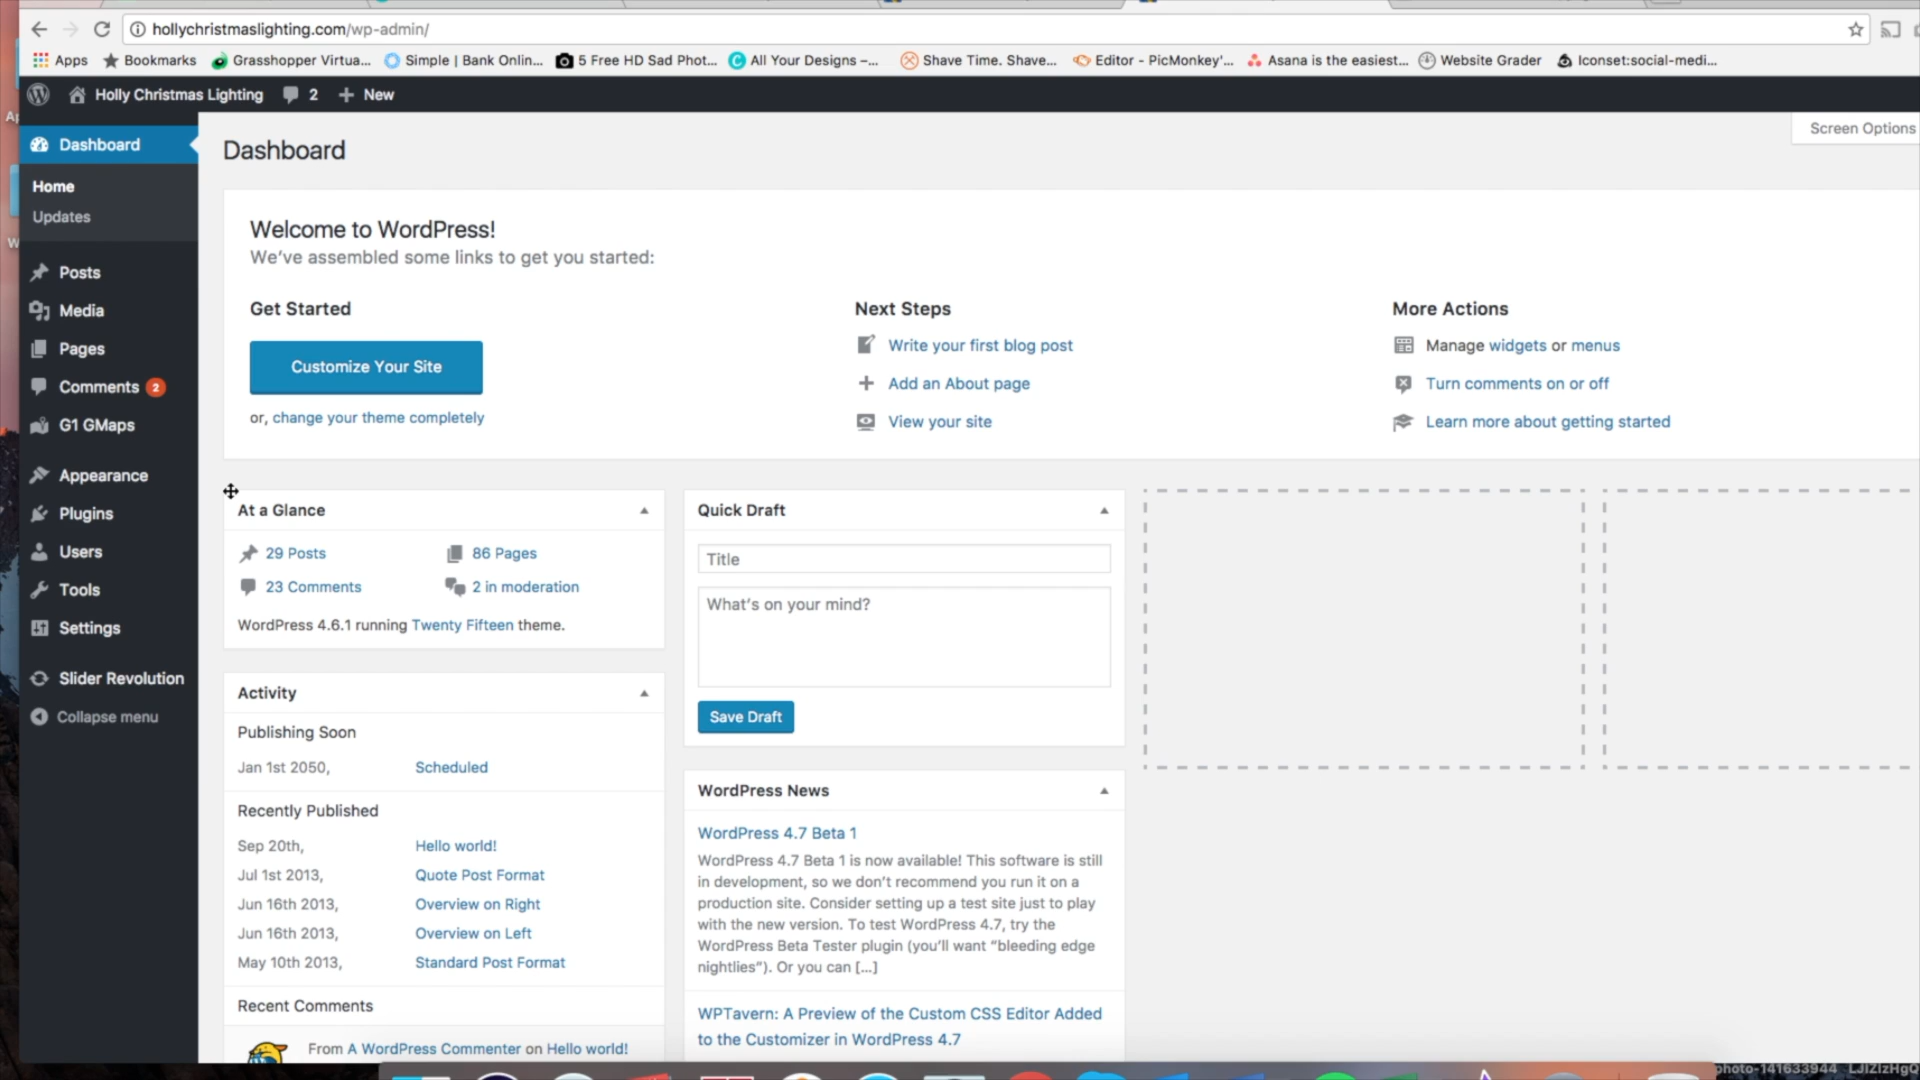 hollychristmaslighting.com/wp-admin/
Apps Bookmarks Grasshopper Virtua... Simple | Bank Onlin... 5 Free HD Sad Phot... All Your Designs –... Shave Time. Shave... Editor - PicMonkey'... Asana is the easiest... Website Grader Iconset:social-medi...
Holly Christmas Lighting 2 + New
Dashboard
Home
Updates
Posts
Media
Pages
Comments 2
G1 GMaps
Appearance
Plugins
Users
Tools
Settings
Slider Revolution
Collapse menu
Dashboard
Screen Options
Welcome to WordPress!
We've assembled some links to get you started:
Get Started
Customize Your Site
or, change your theme completely
Next Steps
Write your first blog post
Add an About page
View your site
More Actions
Manage widgets or menus
Turn comments on or off
Learn more about getting started
At a Glance
29 Posts 86 Pages
23 Comments 2 in moderation
WordPress 4.6.1 running Twenty Fifteen theme.
Activity
Publishing Soon
Jan 1st 2050, Scheduled
Recently Published
Sep 20th, Hello world!
Jul 1st 2013, Quote Post Format
Jun 16th 2013, Overview on Right
Jun 16th 2013, Overview on Left
May 10th 2013, Standard Post Format
Recent Comments
From A WordPress Commenter on Hello world!
Quick Draft
Title
What's on your mind?
Save Draft
WordPress News
WordPress 4.7 Beta 1
WordPress 4.7 Beta 1 is now available! This software is still
in development, so we don't recommend you run it on a
production site. Consider setting up a test site just to play
with the new version. To test WordPress 4.7, try the
WordPress Beta Tester plugin (you'll want “bleeding edge
nightlies”). Or you can [...]
WPTavern: A Preview of the Custom CSS Editor Added
to the Customizer in WordPress 4.7